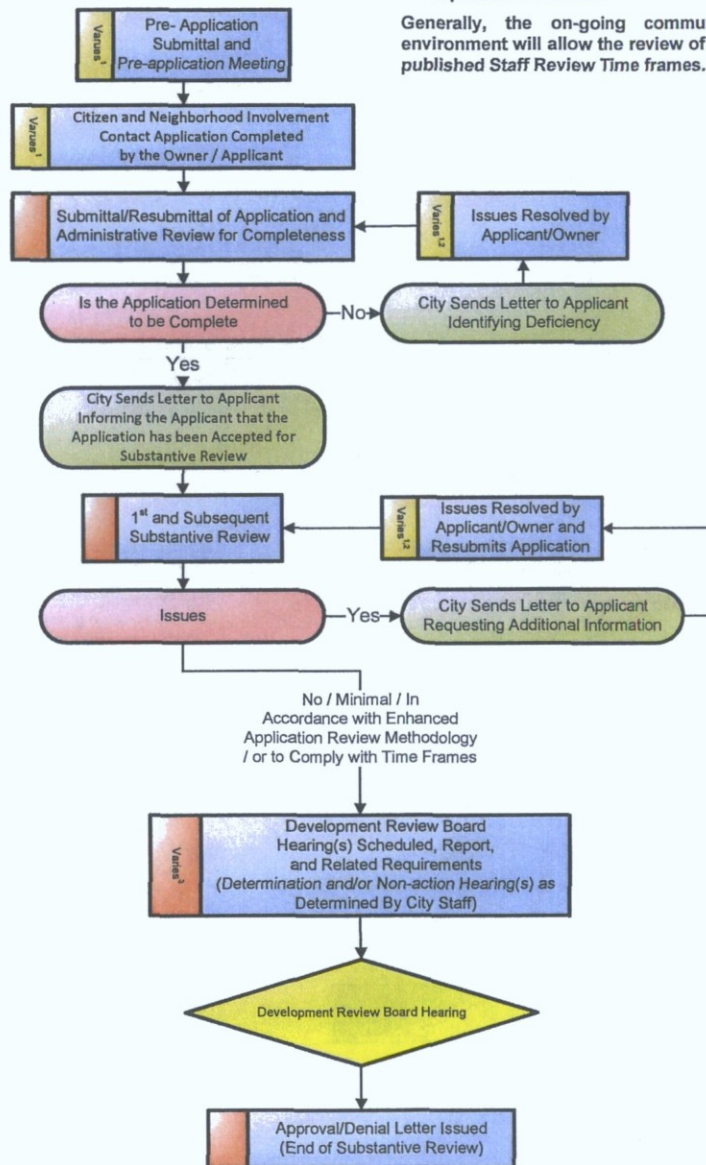 Generally, the on-going commu
environment will allow the review of
published Staff Review Time frames.
Varues¹
Pre- Application
Submittal and
Pre-application Meeting
Varues¹
Citizen and Neighborhood Involvement
Contact Application Completed
by the Owner / Applicant
Submittal/Resubmittal of Application and
Administrative Review for Completeness
Varies¹,²
Issues Resolved by
Applicant/Owner
Is the Application Determined
to be Complete
No
City Sends Letter to Applicant
Identifying Deficiency
Yes
City Sends Letter to Applicant
Informing the Applicant that the
Application has been Accepted for
Substantive Review
1st and Subsequent
Substantive Review
Varies¹,²
Issues Resolved by
Applicant/Owner and
Resubmits Application
Issues
Yes
City Sends Letter to Applicant
Requesting Additional Information
No / Minimal / In
Accordance with Enhanced
Application Review Methodology
/ or to Comply with Time Frames
Varies³
Development Review Board
Hearing(s) Scheduled, Report,
and Related Requirements
(Determination and/or Non-action Hearing(s) as
Determined By City Staff)
Development Review Board Hearing
Approval/Denial Letter Issued
(End of Substantive Review)